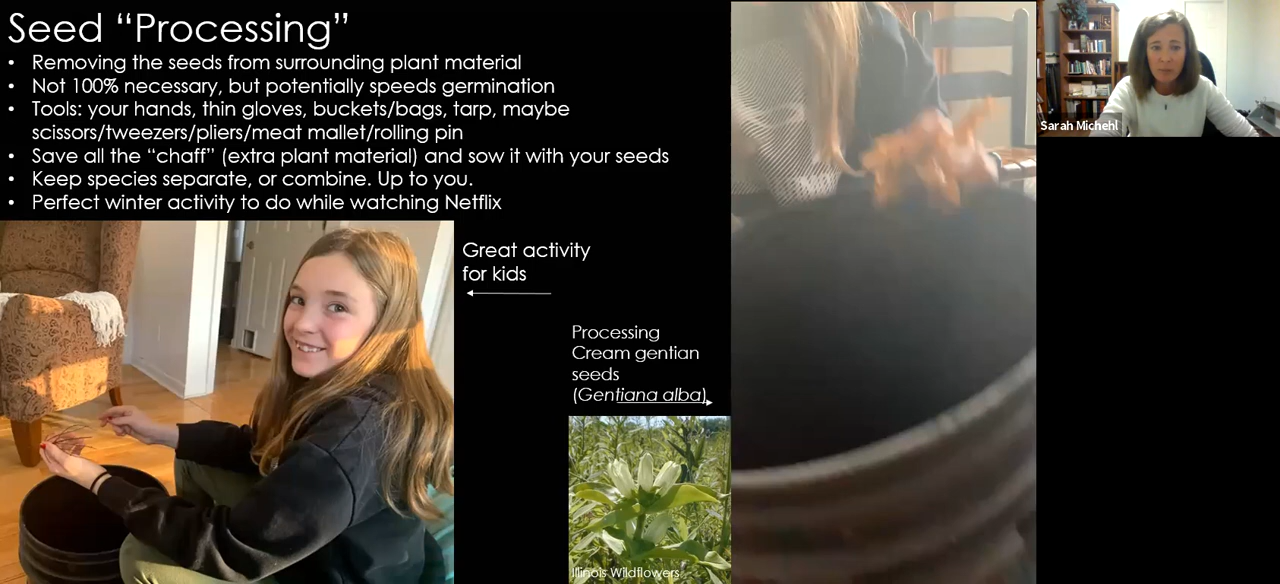 Seed “Processing”
• Removing the seeds from surrounding plant material
• Not 100% necessary, but potentially speeds germination
• Tools: your hands, thin gloves, buckets/bags, tarp, maybe
scissors/tweezers/pliers/meat mallet/rolling pin
• Save all the “chaff” (extra plant material) and sow it with your seeds
• Keep species separate, or combine. Up to you.
• Perfect winter activity to do while watching Netflix
Great activity
for kids
Processing
Cream gentian
seeds
(Gentiana alba)
Illinois Wildflowers
Sarah Michehl